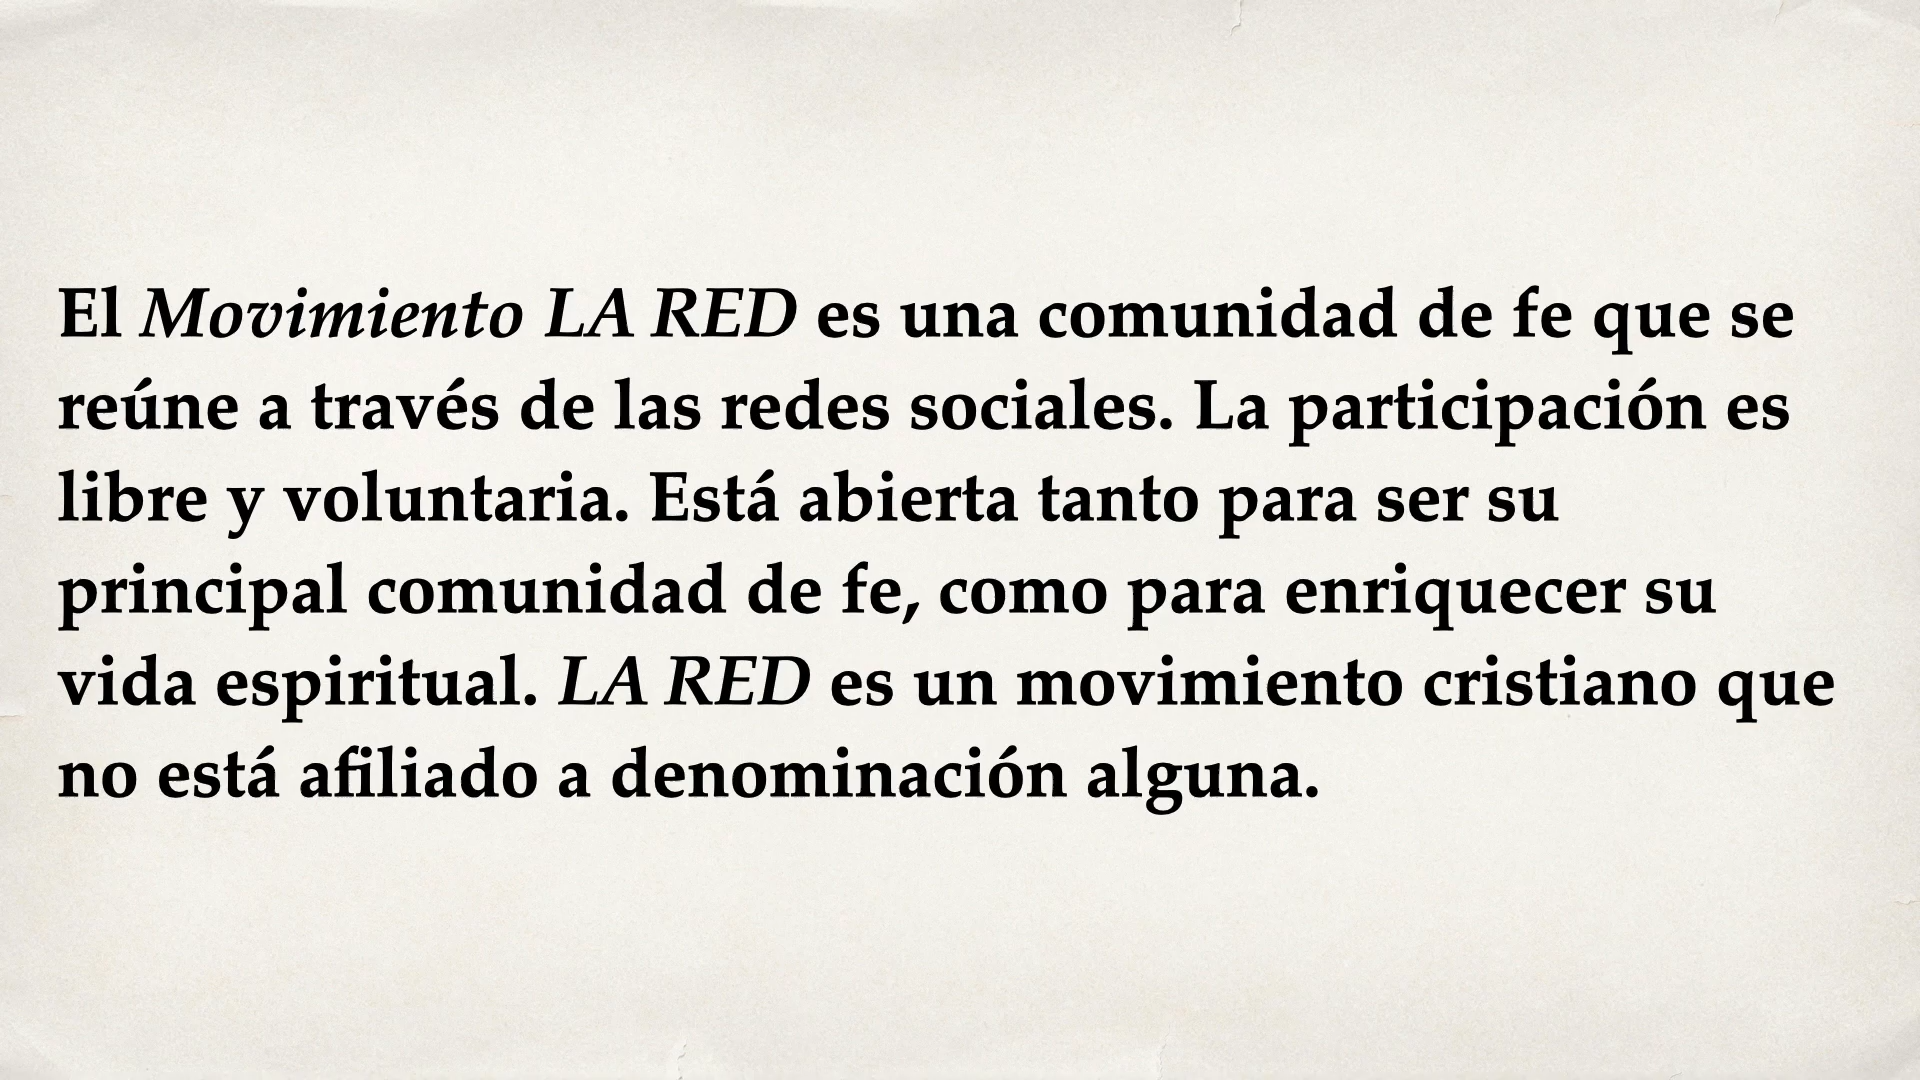 El Movimiento LA RED es una comunidad de fe que se
reúne a través de las redes sociales. La participación es
libre y voluntaria. Está abierta tanto para ser su
principal comunidad de fe, como para enriquecer su
vida espiritual. LA RED es un movimiento cristiano que
no está afiliado a denominación alguna.